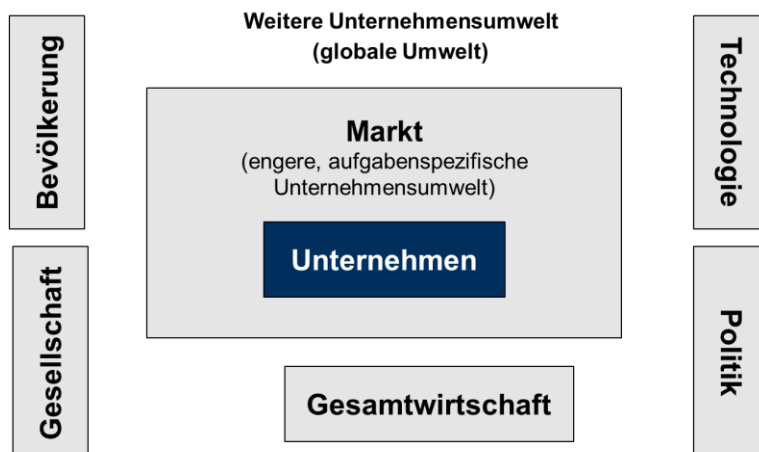 Weitere Unternehmensumwelt
(globale Umwelt)
Bevölkerung
Technologie
Markt
(engere, aufgabenspezifische
Unternehmensumwelt)
Unternehmen
Gesellschaft
Politik
Gesamtwirtschaft